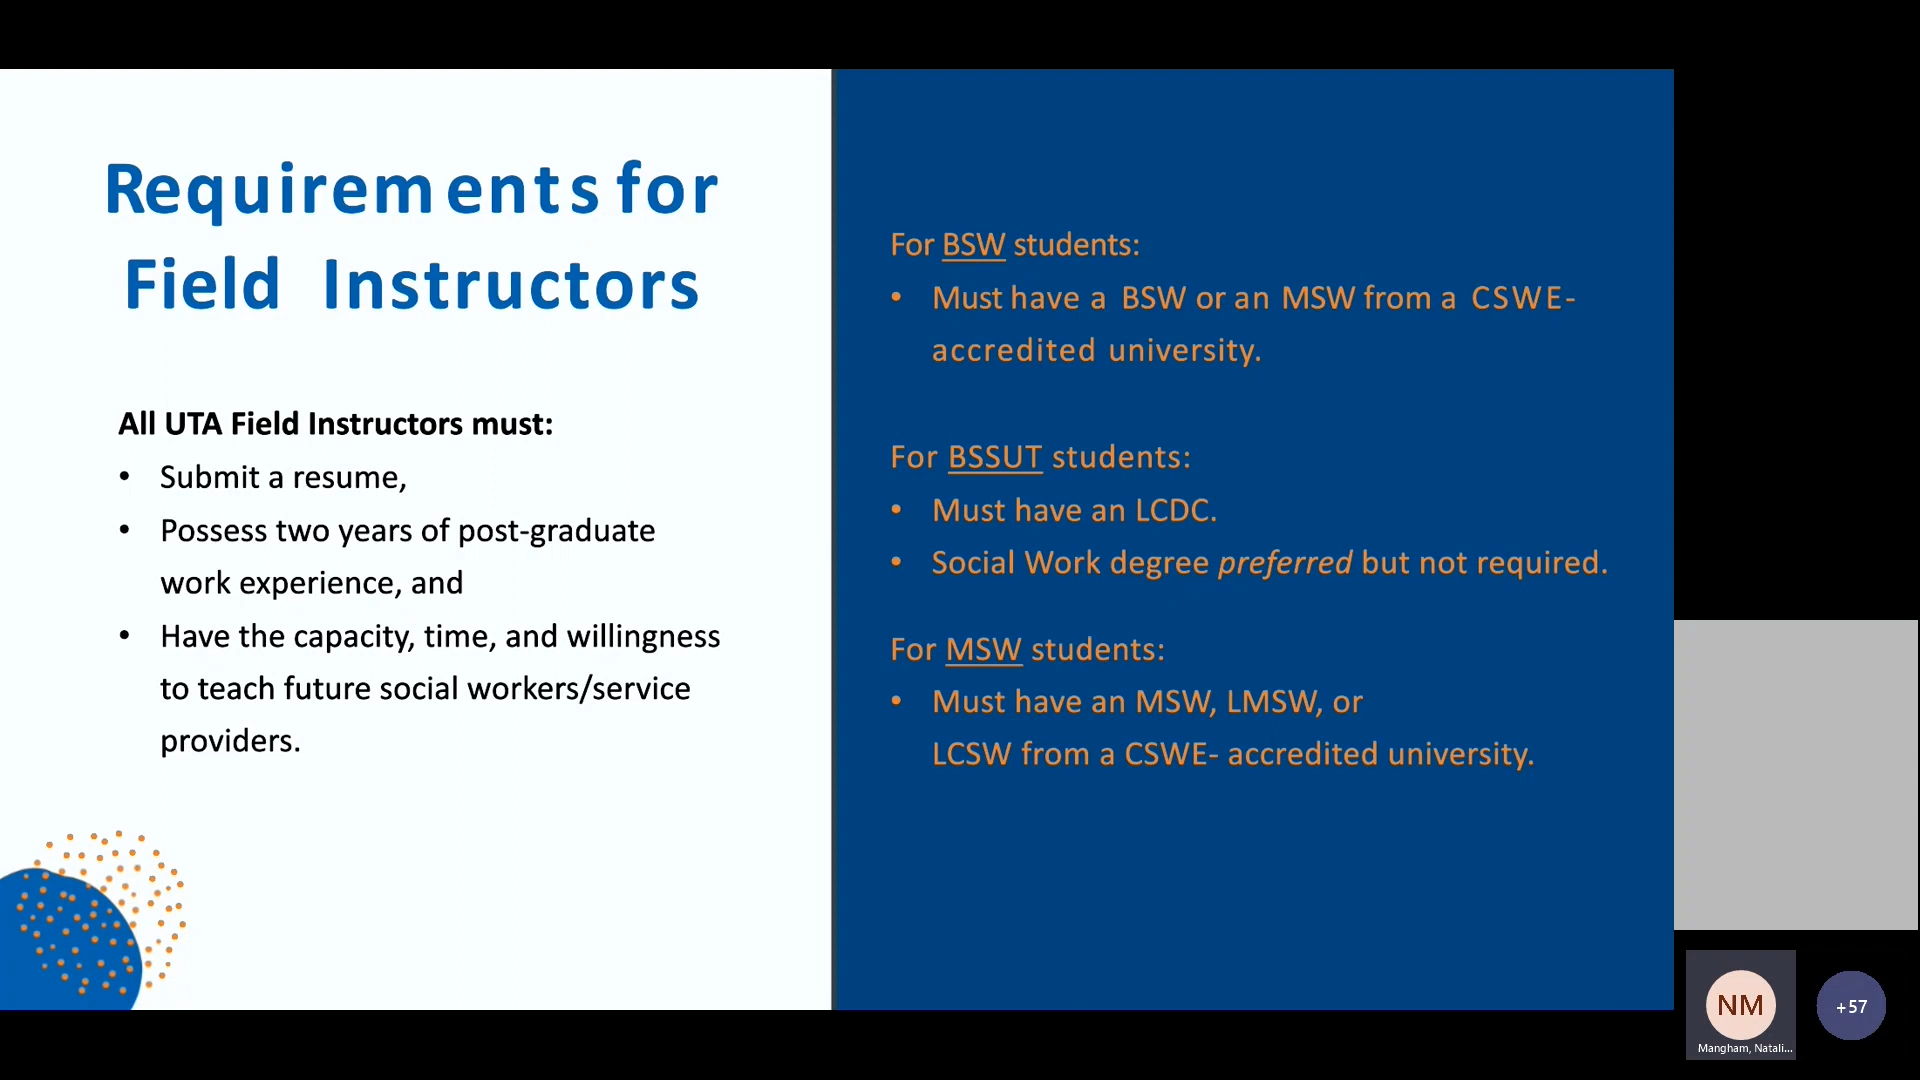 Requirements for
Field Instructors
All UTA Field Instructors must:
• Submit a resume,
• Possess two years of post-graduate
work experience, and
• Have the capacity, time, and willingness
to teach future social workers/service
providers.
For BSW students:
• Must have a BSW or an MSW from a CSWE-
accredited university.
For BSSUT students:
• Must have an LCDC.
• Social Work degree preferred but not required.
For MSW students:
• Must have an MSW, LMSW, or
LCSW from a CSWE- accredited university.
NM
Mangham, Natali...
+57